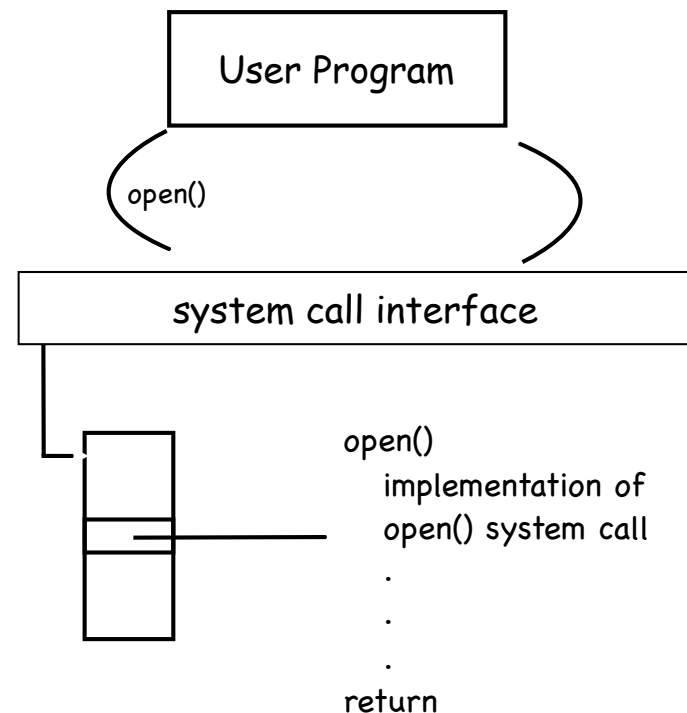 User Program
open()
system call interface
open()
implementation of
open() system call
.
.
.
return